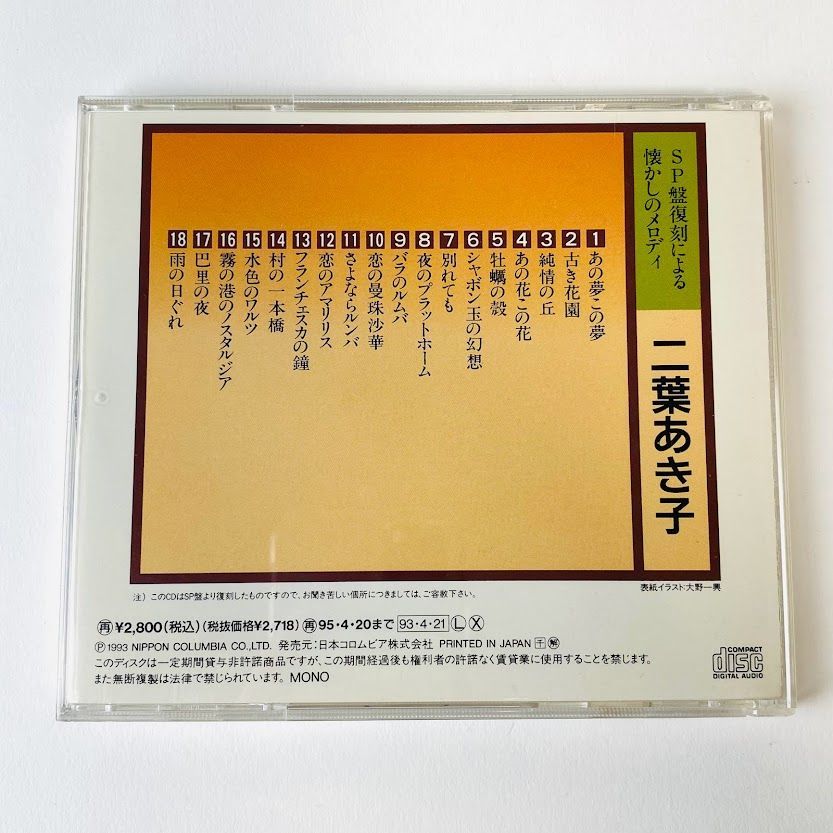 SP盤復刻による
懐かしのメロディ
二葉あき子
1 あの夢この夢
2 古き花園
3 純情の丘
4 あの花この花
5 牡蠣の殻
6 シャボン玉の幻想
7 別れても
8 夜のプラットホーム
9 バラのルムバ
10 恋の曼珠沙華
11 さよならルンバ
12 恋のアマリリス
13 フランチェスカの鐘
14 村の一本橋
15 水色のワルツ
16 霧の港のノスタルジア
17 巴里の夜
18 雨の日ぐれ
表紙イラスト:大野一興
注）このCDはSP盤より復刻したものですので、お聞き苦しい個所につきましては、ご容赦下さい。
再 ¥2,800(税込)(税抜価格¥2,718) 再 95・4・20まで 93・4・21 Ⓛ Ⓧ
Ⓟ1993 NIPPON COLUMBIA CO.,LTD. 発売元:日本コロムビア株式会社 PRINTED IN JAPAN
このディスクは一定期間貸与非許諾商品ですが、この期間経過後も権利者の許諾なく賃貸業に使用することを禁じます。
また無断複製は法律で禁じられています。MONO
COMPACT
disc
DIGITAL AUDIO